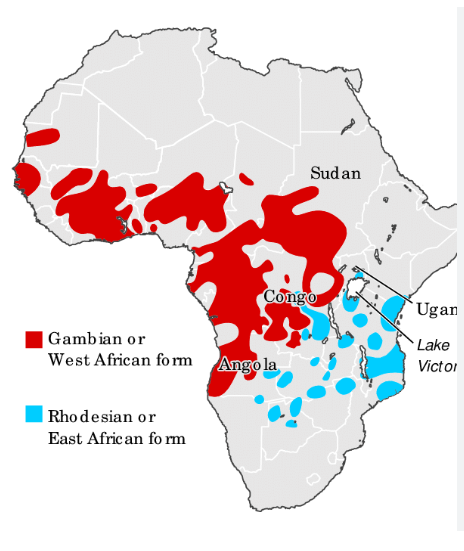 Sudan
Congo
Ugan
Lake
Victor
Angola
Gambian or
West African form
Rhodesian or
East African form